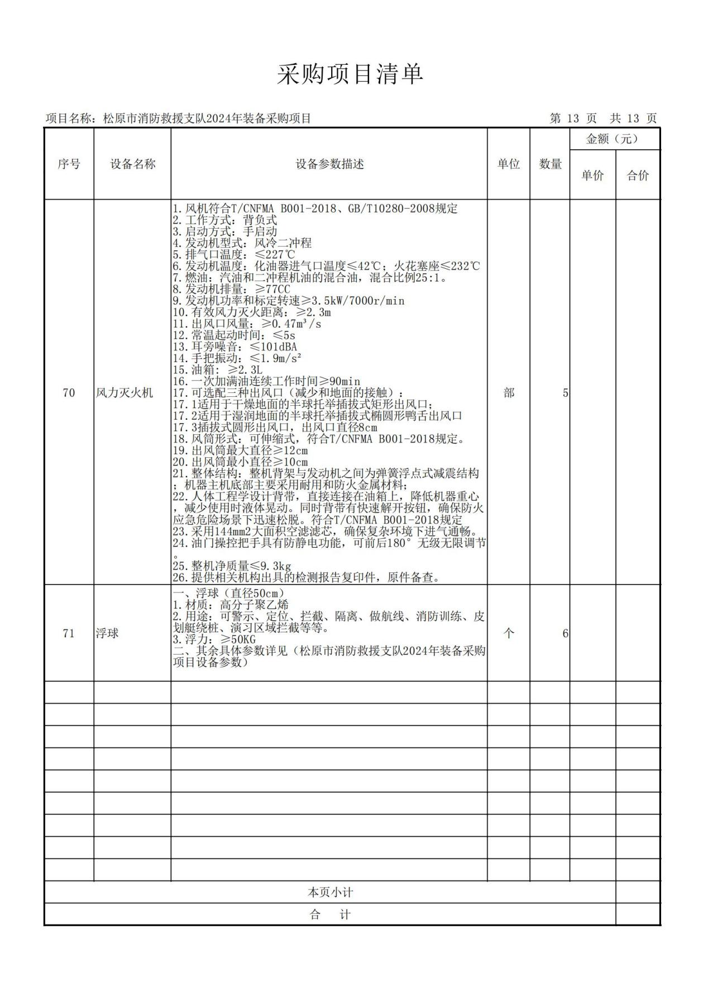 采购项目清单
项目名称：松原市消防救援支队2024年装备采购项目
第 13 页 共 13 页
序号
设备名称
设备参数描述
单位
数量
金额（元）
单价
合价
1.风机符合T/CNFMA B001-2018、GB/T10280-2008规定
2.工作方式：背负式
3.启动方式：手启动
4.发动机型式：风冷二冲程
5.排气口温度：≤227℃
6.发动机温度：化油器进气口温度≤42℃；火花塞座≤232℃
7.燃油：汽油和二冲程机油的混合油，混合比例25:1。
8.发动机排量：≥77CC
9.发动机功率和标定转速≥3.5kW/7000r/min
10.有效风力灭火距离：≥2.3m
11.出风口风量：≥0.47m³/s
12.常温起动时间：≤5s
13.耳旁噪音：≤101dBA
14.手把振动：≤1.9m/s²
15.油箱: ≥2.3L
16.一次加满油连续工作时间≥90min
70
风力灭火机
17.可选配三种出风口（减少和地面的接触）：
部
5
17.1适用于干燥地面的半球托举插拔式矩形出风口；
17.2适用于湿润地面的半球托举插拔式椭圆形鸭舌出风口
17.3插拔式圆形出风口，出风口直径8cm
18.风筒形式：可伸缩式，符合T/CNFMA B001-2018规定。
19.出风筒最大直径≥12cm
20.出风筒最小直径≥10cm
21.整体结构：整机背架与发动机之间为弹簧浮点式减震结构
；机器主机底部主要采用耐用和防火金属材料；
22.人体工程学设计背带，直接连接在油箱上，降低机器重心
，减少使用时液体晃动。同时背带有快速解开按钮，确保防火
应急危险场景下迅速松脱。符合T/CNFMA B001-2018规定
23.采用144mm2大面积空滤滤芯，确保复杂环境下进气通畅。
24.油门操控把手具有防静电功能，可前后180°无级无限调节
。
25.整机净质量≤9.3kg
26.提供相关机构出具的检测报告复印件，原件备查。
一、浮球（直径50cm）
1.材质：高分子聚乙烯
2.用途：可警示、定位、拦截、隔离、做航线、消防训练、皮
划艇绕桩、演习区域拦截等等。
71
浮球
个
6
3.浮力：≥50KG
二、其余具体参数详见（松原市消防救援支队2024年装备采购
项目设备参数）
本页小计
合 计